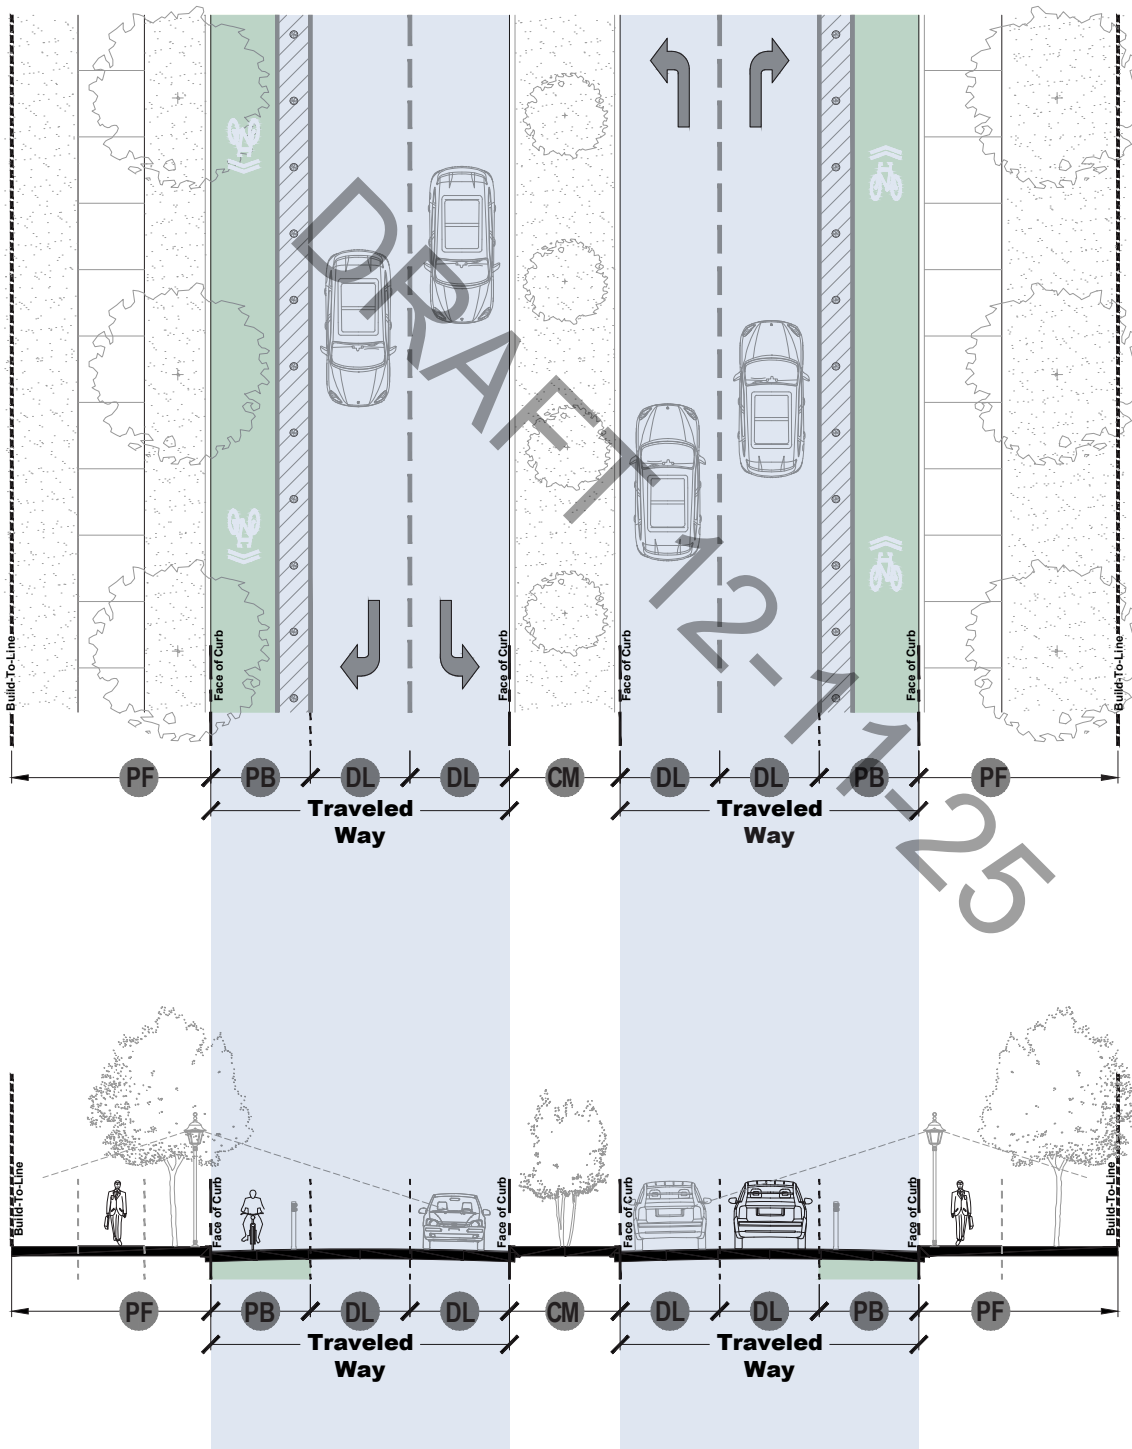 DRAFT 12-11-25
Build-To-Line
Face of Curb
Face of Curb
Face of Curb
Face of Curb
Build-To-Line
PF PB DL DL CM DL DL PB PF
Traveled Traveled
Way Way
Build-To-Line
Face of Curb
Face of Curb
Face of Curb
Face of Curb
Build-To-Line
PF PB DL DL CM DL DL PB PF
Traveled Traveled
Way Way